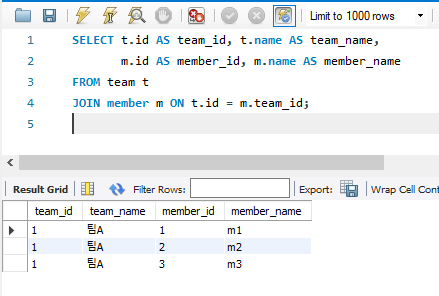 Limit to 1000 rows
1 SELECT t.id AS team_id, t.name AS team_name,
2 m.id AS member_id, m.name AS member_name
3 FROM team t
4 JOIN member m ON t.id = m.team_id;
5
Result Grid Filter Rows: Export: Wrap Cell Cont
team_id team_name member_id member_name
1 팀A 1 m1
1 팀A 2 m2
1 팀A 3 m3